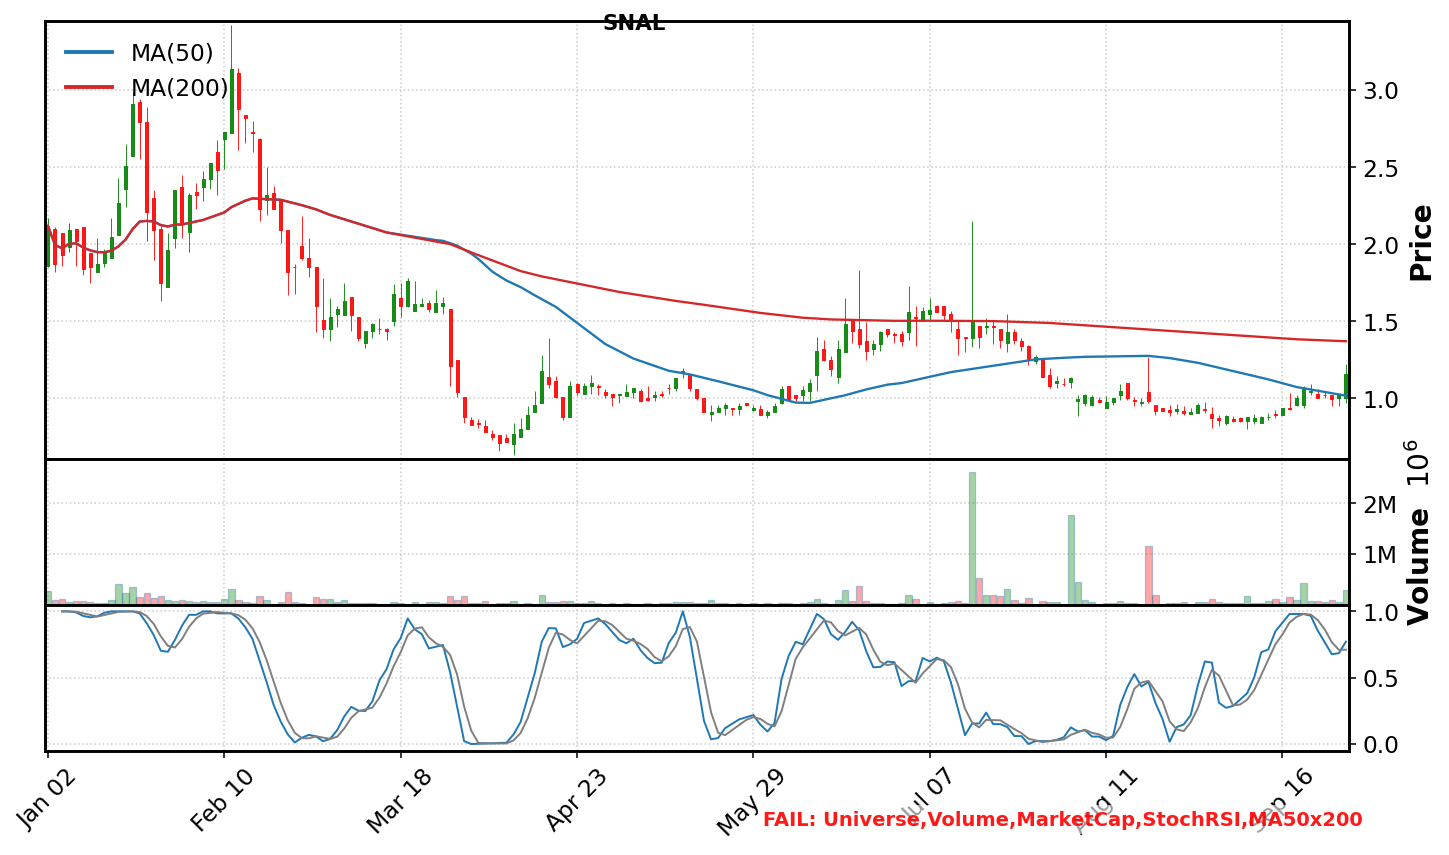 SNAL
MA(50)
MA(200)
3.0
2.5
2.0
1.5
1.0
Price
2M
1M
Volume 10⁶
1.0
0.5
0.0
Jan 02
Feb 10
Mar 18
Apr 23
May 29
Jul 07
Aug 11
Sep 16
FAIL: Universe,Volume,MarketCap,StochRSI,MA50x200